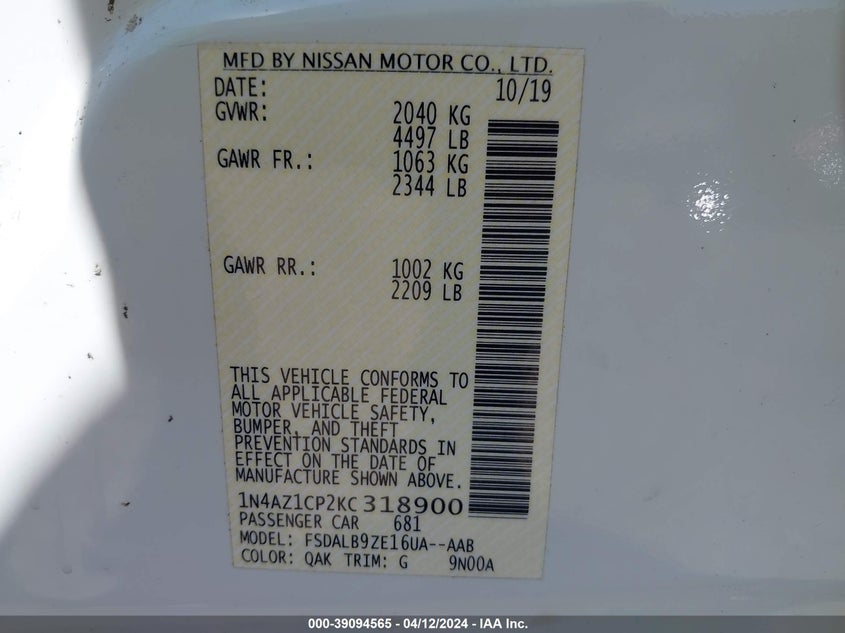 MFD BY NISSAN MOTOR CO., LTD.
DATE: 10/19
GVWR: 2040 KG
4497 LB
GAWR FR.: 1063 KG
2344 LB
GAWR RR.: 1002 KG
2209 LB
THIS VEHICLE CONFORMS TO
ALL APPLICABLE FEDERAL
MOTOR VEHICLE SAFETY,
BUMPER, AND THEFT
PREVENTION STANDARDS IN
EFFECT ON THE DATE OF
MANUFACTURE SHOWN ABOVE.
1N4AZ1CP2KC318900
PASSENGER CAR 681
MODEL: FSDALB9ZE16UA--AAB
COLOR: QAK TRIM: G 9N00A
000-39094565 - 04/12/2024 - IAA Inc.